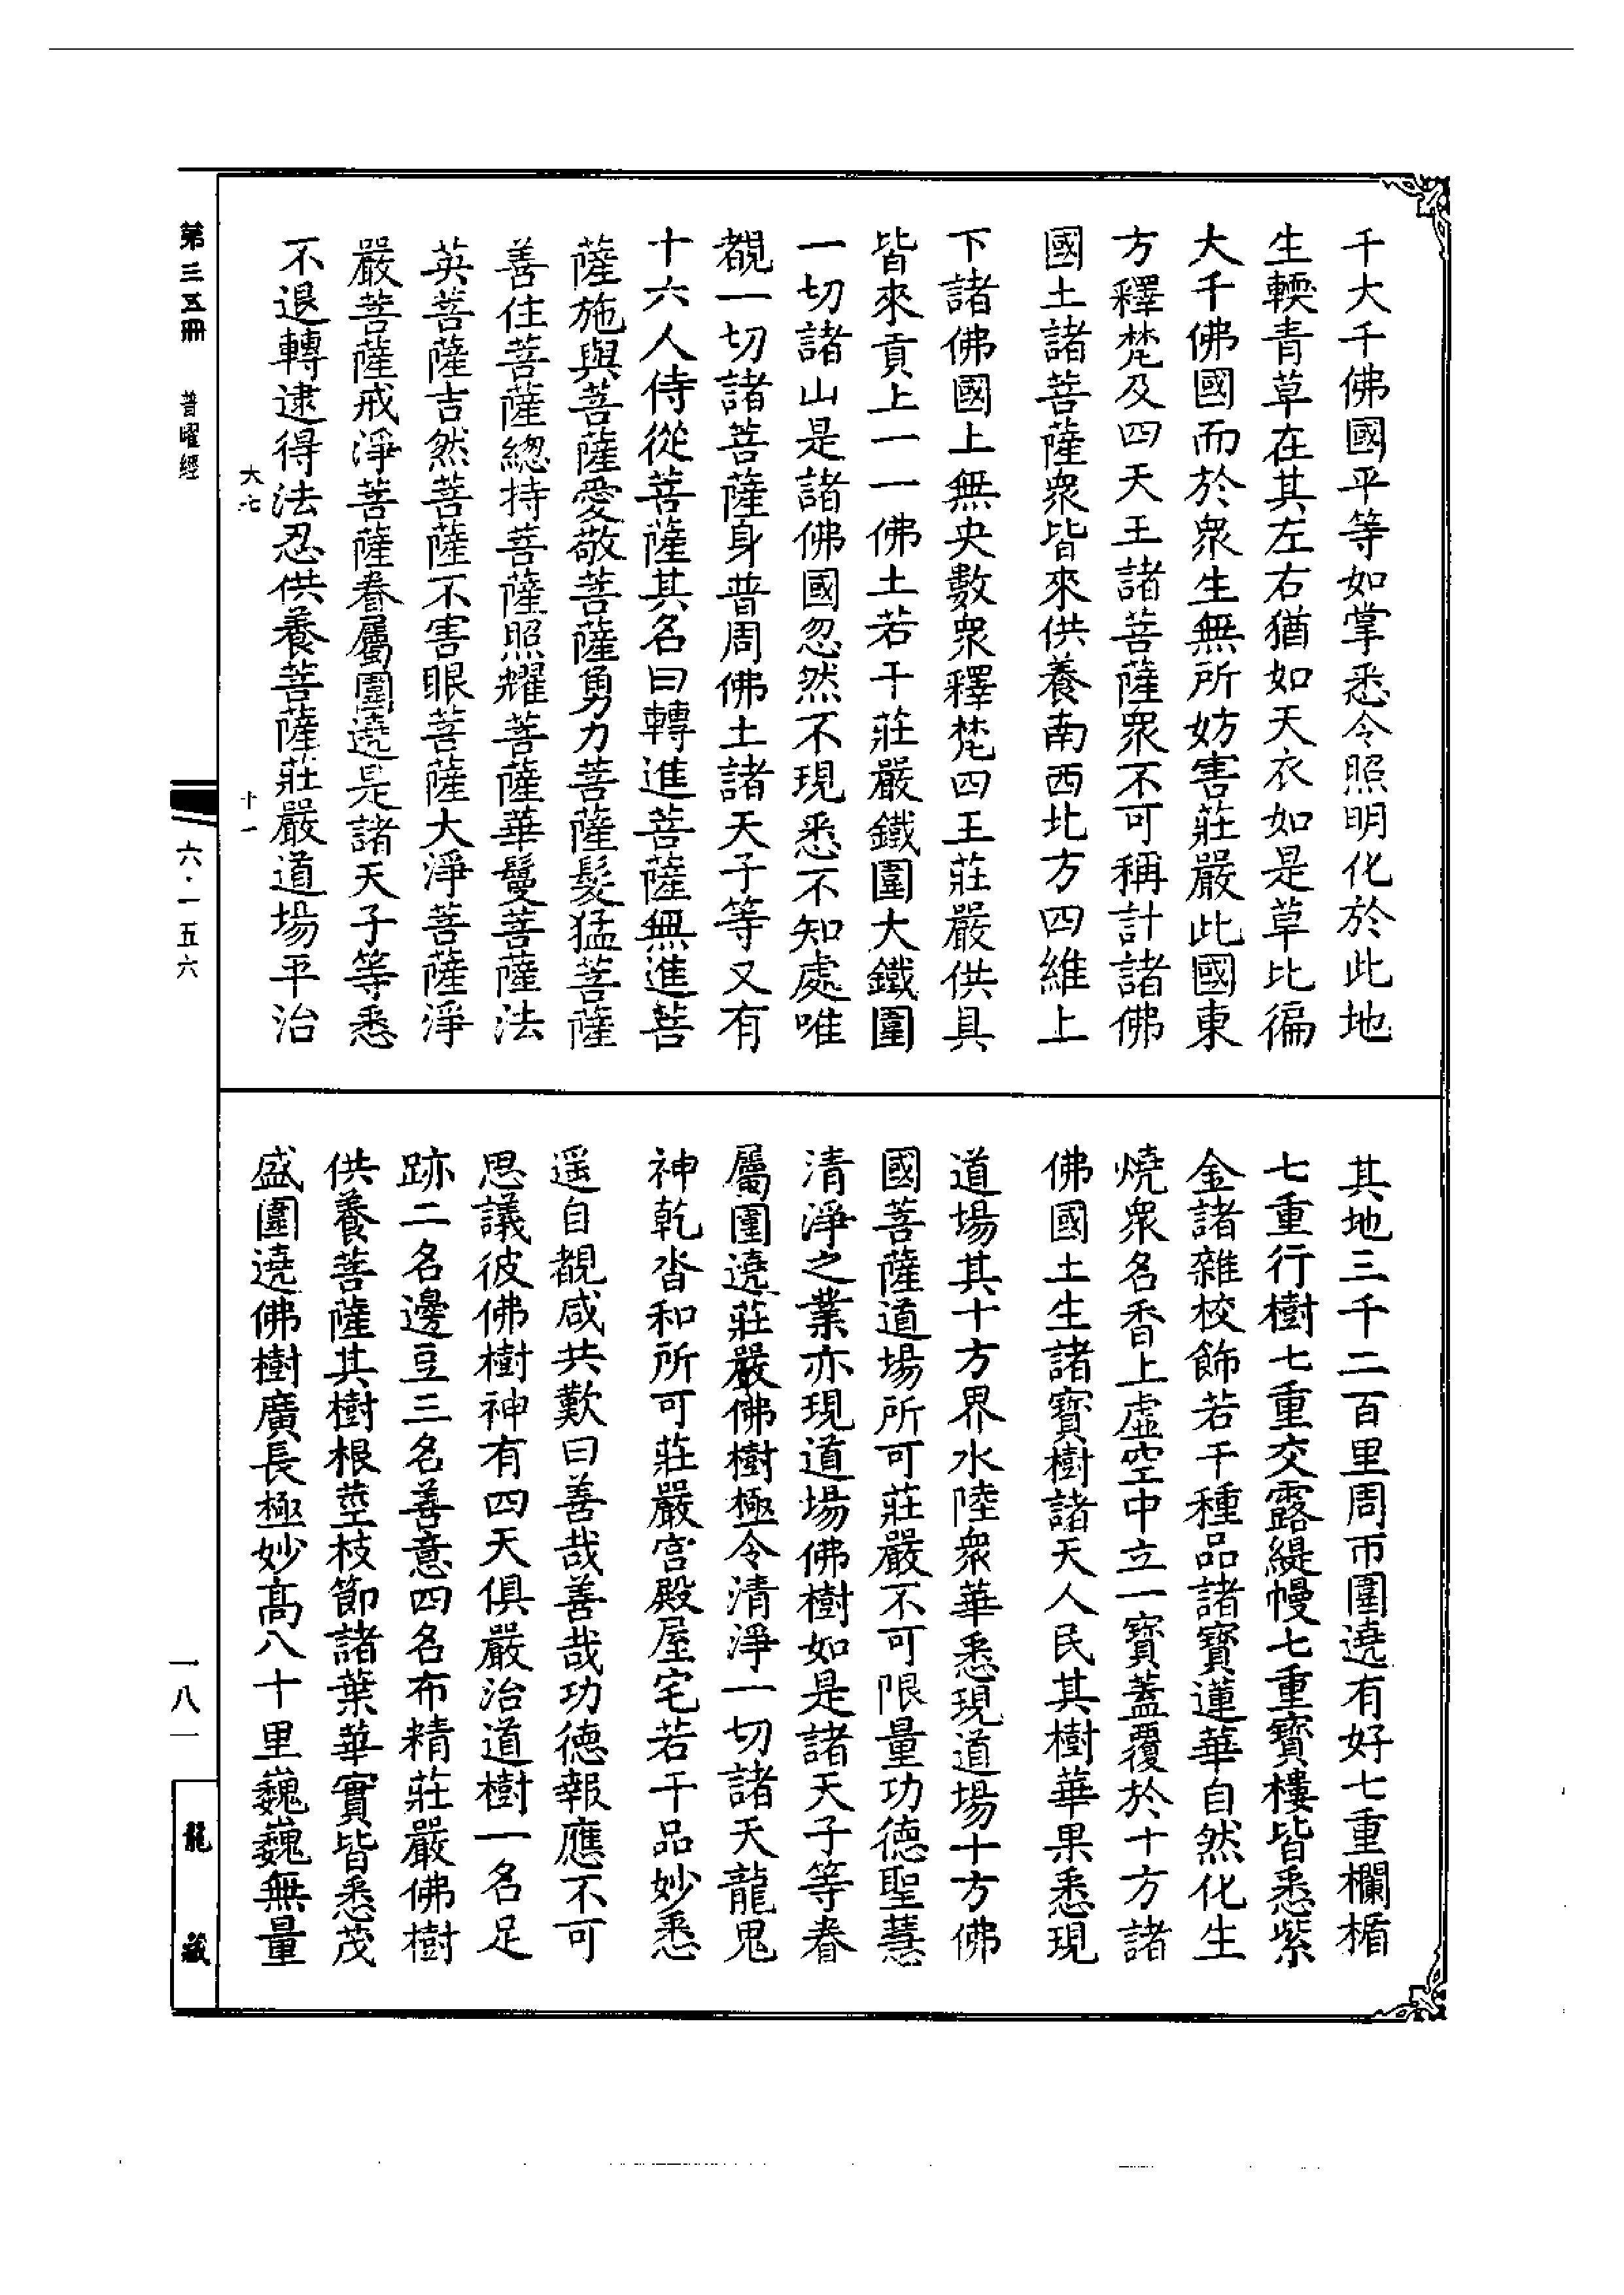 千大千佛國平等如掌悉令照明化於此地
生輭青草在其左右猶如天衣如是草比徧
大千佛國而於衆生無所妨害莊嚴此國東
方釋梵及四天王諸菩薩衆不可稱計諸佛
國土諸菩薩衆皆來供養南西北方四維上
下諸佛國上無央數衆釋梵四王莊嚴供具
皆來貢上一一佛土若干莊嚴鐵圍大鐵圍
一切諸山是諸佛國忽然不現悉不知處唯
覩一切諸菩薩身普周佛土諸天子等又有
十六人侍從菩薩其名曰轉進菩薩無進菩
薩施與菩薩愛敬菩薩勇力菩薩髮猛菩薩
善住菩薩總持菩薩照耀菩薩華鬘菩薩法
英菩薩吉然菩薩不害眼菩薩大淨菩薩淨
嚴菩薩戒淨菩薩眷屬圍遶是諸天子等悉
不退轉逮得法忍供養菩薩莊嚴道場平治
其地三千二百里周帀圍遶有好七重欄楯
七重行樹七重交露緹幔七重寶樓皆悉紫
金諸雜校飾若干種品諸寶蓮華自然化生
燒衆名香上虛空中立一寶蓋覆於十方諸
佛國土生諸寶樹諸天人民其樹華果悉現
道場其十方界水陸衆華悉現道場十方佛
國菩薩道場所可莊嚴不可限量功德聖慧
清淨之業亦現道場佛樹如是諸天子等眷
屬圍遶莊嚴佛樹極令清淨一切諸天龍鬼
神乾沓和所可莊嚴宮殿屋宅若干品妙悉
遥自覩咸共歎曰善哉善哉功德報應不可
思議彼佛樹神有四天俱嚴治道樹一名足
跡二名邊豆三名善意四名布精莊嚴佛樹
供養菩薩其樹根莖枝節諸葉華實皆悉茂
盛圍遶佛樹廣長極妙高八十里巍巍無量
大七
十一
第三五冊
普曜經
六·一五六
一八一
龍藏